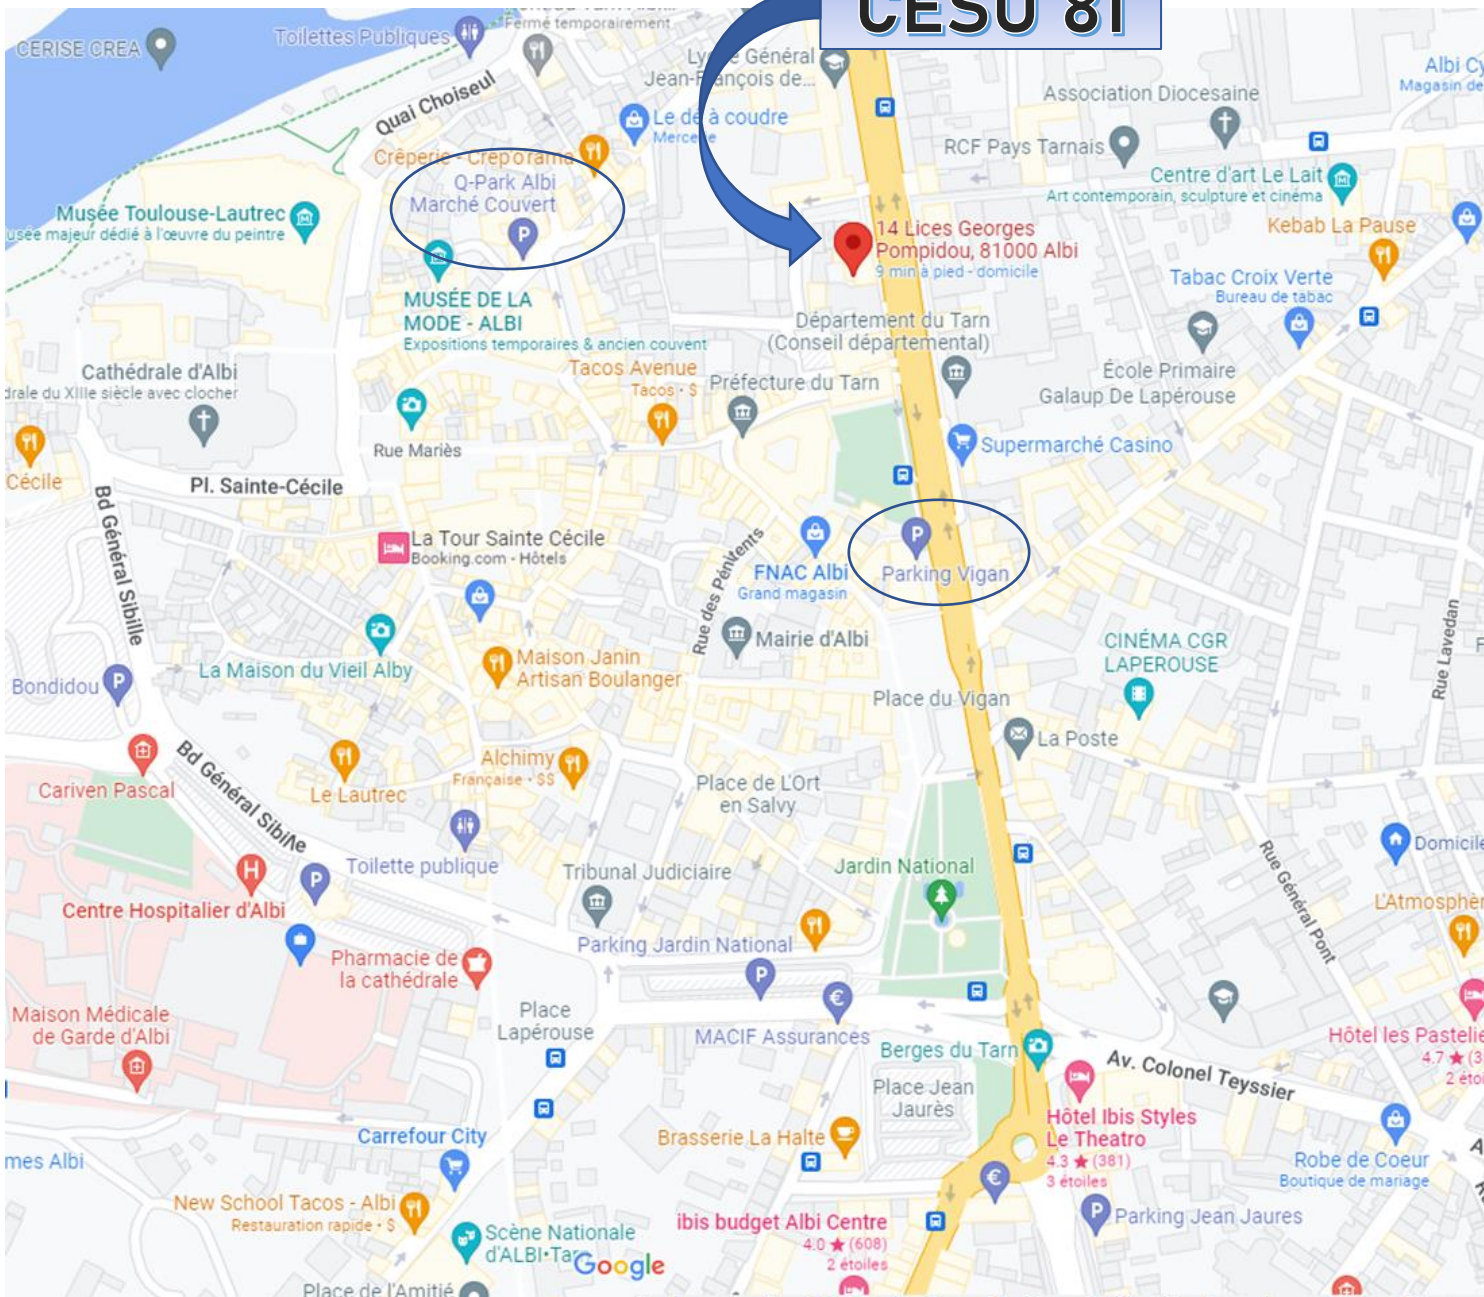 CESU 81
Fermé temporairement
CERISE CREA
Toilettes Publiques
Lycée Général
Jean-François de...
Quai Choiseul
Le dé à coudre
Mercerie
Albi Cy
Magasin de
Association Diocesaine
RCF Pays Tarnais
Crêperie - Crep'o rama
Q-Park Albi
Marché Couvert
Centre d'art Le Lait
Art contemporain, sculpture et cinéma
Musée Toulouse-Lautrec
usée majeur dédié à l'œuvre du peintre
14 Lices Georges
Pompidou, 81000 Albi
9 min à pied - domicile
Kebab La Pause
Tabac Croix Verte
Bureau de tabac
MUSÉE DE LA
MODE - ALBI
Expositions temporaires & ancien couvent
Département du Tarn
(Conseil départemental)
Cathédrale d'Albi
drale du XIIIe siècle avec clocher
Tacos Avenue
Tacos · $
Préfecture du Tarn
École Primaire
Galaup De Lapérouse
Rue Mariès
Supermarché Casino
Cécile
Pl. Sainte-Cécile
Bd Général Sibille
La Tour Sainte Cécile
Booking.com - Hôtels
Rue des Pénitents
FNAC Albi
Grand magasin
Parking Vigan
Mairie d'Albi
CINÉMA CGR
LAPEROUSE
Rue Lavedan
La Maison du Vieil Alby
Maison Janin
Artisan Boulanger
Bondidou
Place du Vigan
La Poste
Bd Général Sibille
Cariven Pascal
Le Lautrec
Alchimy
Française · $$
Place de L'Ort
en Salvy
Toilette publique
Tribunal Judiciaire
Jardin National
Rue Général Pont
Domicile
Centre Hospitalier d'Albi
L'Atmosphèr
Parking Jardin National
Pharmacie de
la cathédrale
Maison Médicale
de Garde d'Albi
Place
Lapérouse
MACIF Assurances
Berges du Tarn
Av. Colonel Teyssier
Hôtel les Pastelie
4.7 ★ (3
2 étoi
Place Jean
Jaurès
Hôtel Ibis Styles
Le Theatro
4.3 ★ (381)
3 étoiles
Carrefour City
Brasserie La Halte
mes Albi
Robe de Coeur
Boutique de mariage
New School Tacos - Albi
Restauration rapide · $
ibis budget Albi Centre
4.0 ★ (608)
2 étoiles
Parking Jean Jaures
Scène Nationale
d'ALBI•Tarn
Google
Place de l'Amitié